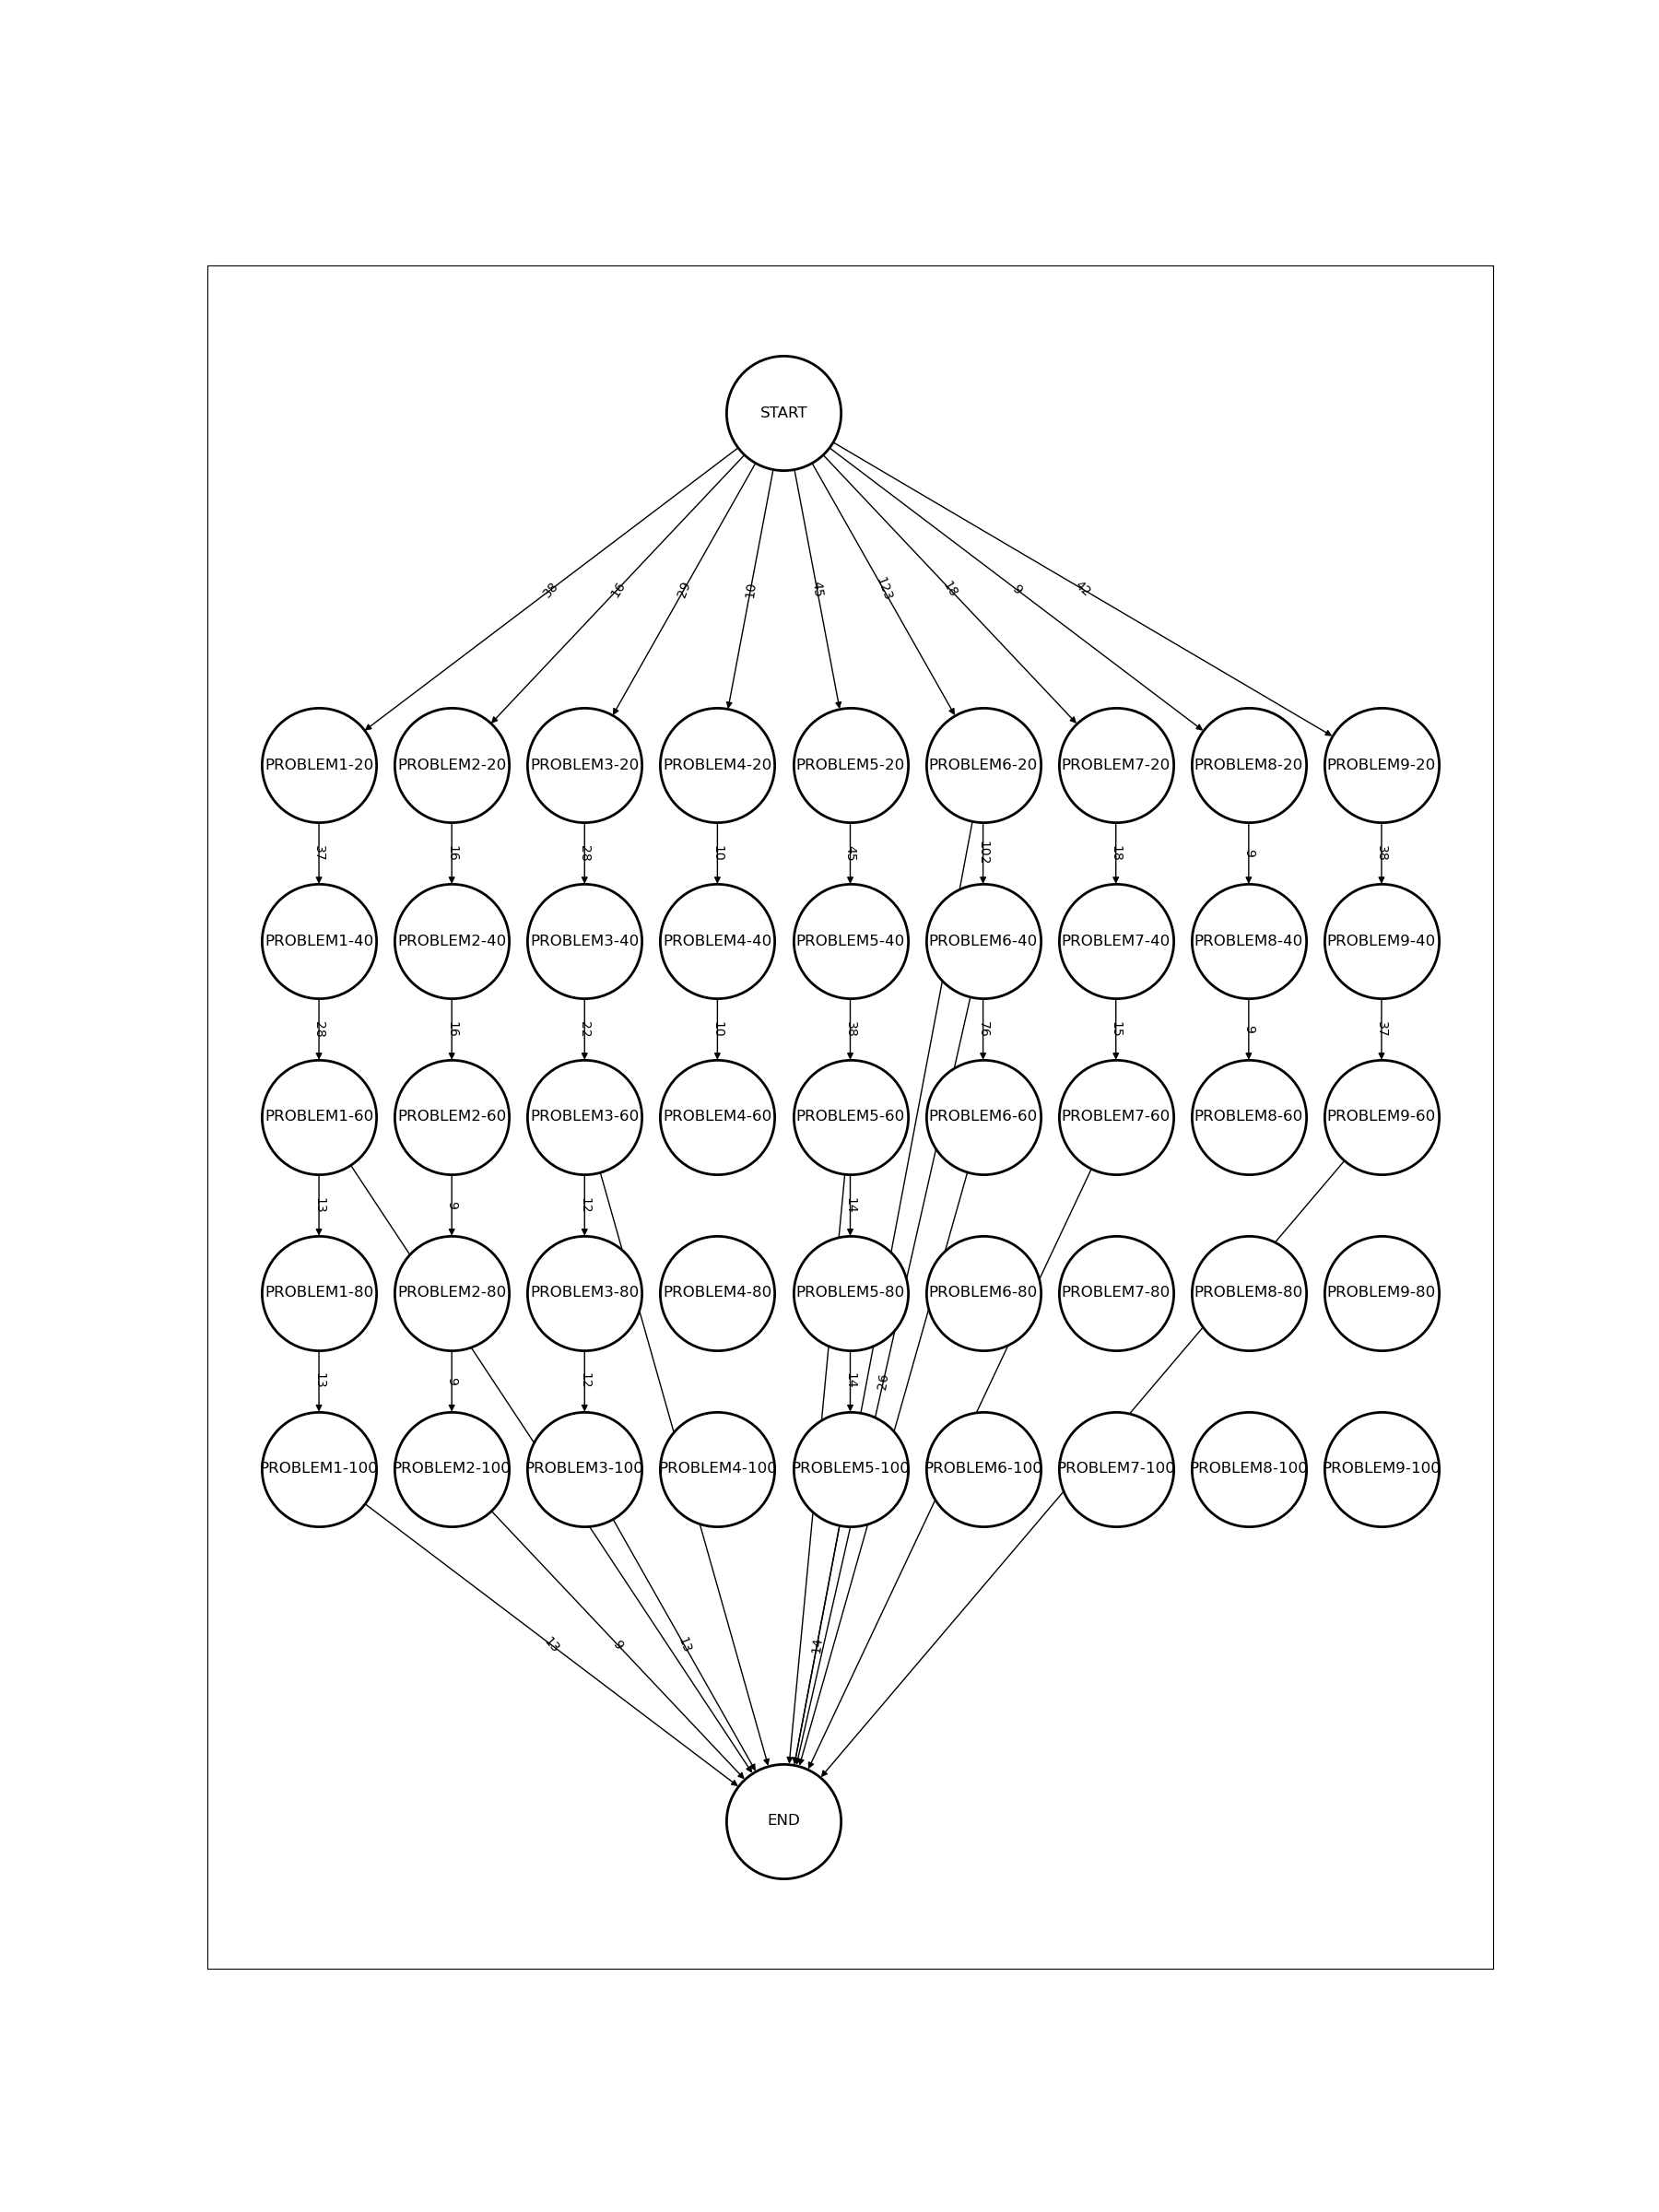 START
38 16 29 10 45 123 18 9 42
PROBLEM1-20 PROBLEM2-20 PROBLEM3-20 PROBLEM4-20 PROBLEM5-20 PROBLEM6-20 PROBLEM7-20 PROBLEM8-20 PROBLEM9-20
37 16 28 10 45 102 18 9 38
PROBLEM1-40 PROBLEM2-40 PROBLEM3-40 PROBLEM4-40 PROBLEM5-40 PROBLEM6-40 PROBLEM7-40 PROBLEM8-40 PROBLEM9-40
28 16 22 10 38 76 15 9 37
PROBLEM1-60 PROBLEM2-60 PROBLEM3-60 PROBLEM4-60 PROBLEM5-60 PROBLEM6-60 PROBLEM7-60 PROBLEM8-60 PROBLEM9-60
13 9 12 14
PROBLEM1-80 PROBLEM2-80 PROBLEM3-80 PROBLEM4-80 PROBLEM5-80 PROBLEM6-80 PROBLEM7-80 PROBLEM8-80 PROBLEM9-80
13 9 12 14
PROBLEM1-100 PROBLEM2-100 PROBLEM3-100 PROBLEM4-100 PROBLEM5-100 PROBLEM6-100 PROBLEM7-100 PROBLEM8-100 PROBLEM9-100
13 9 13 14
END